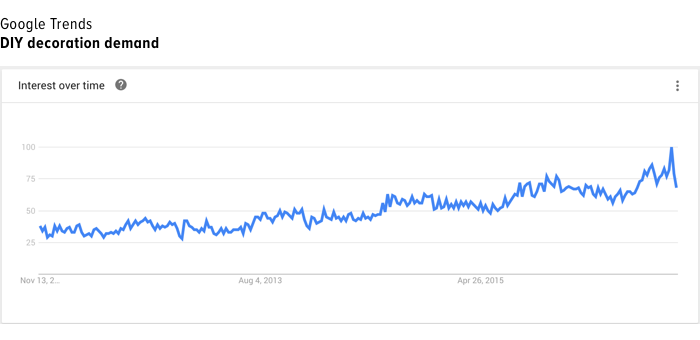 Google Trends
DIY decoration demand
Interest over time ?
100
75
50
25
Nov 13, 2... Aug 4, 2013 Apr 26, 2015